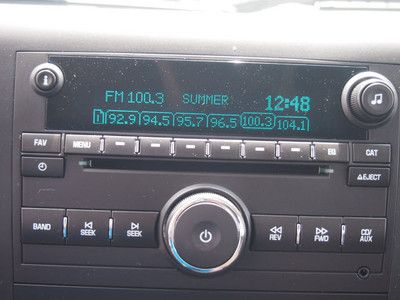 FM 100.3 SUMMER 12:48
1 92.9 94.5 95.7 96.5 100.3 104.1
FAV MENU EQ CAT
EJECT
BAND SEEK SEEK REV FWD CD/AUX